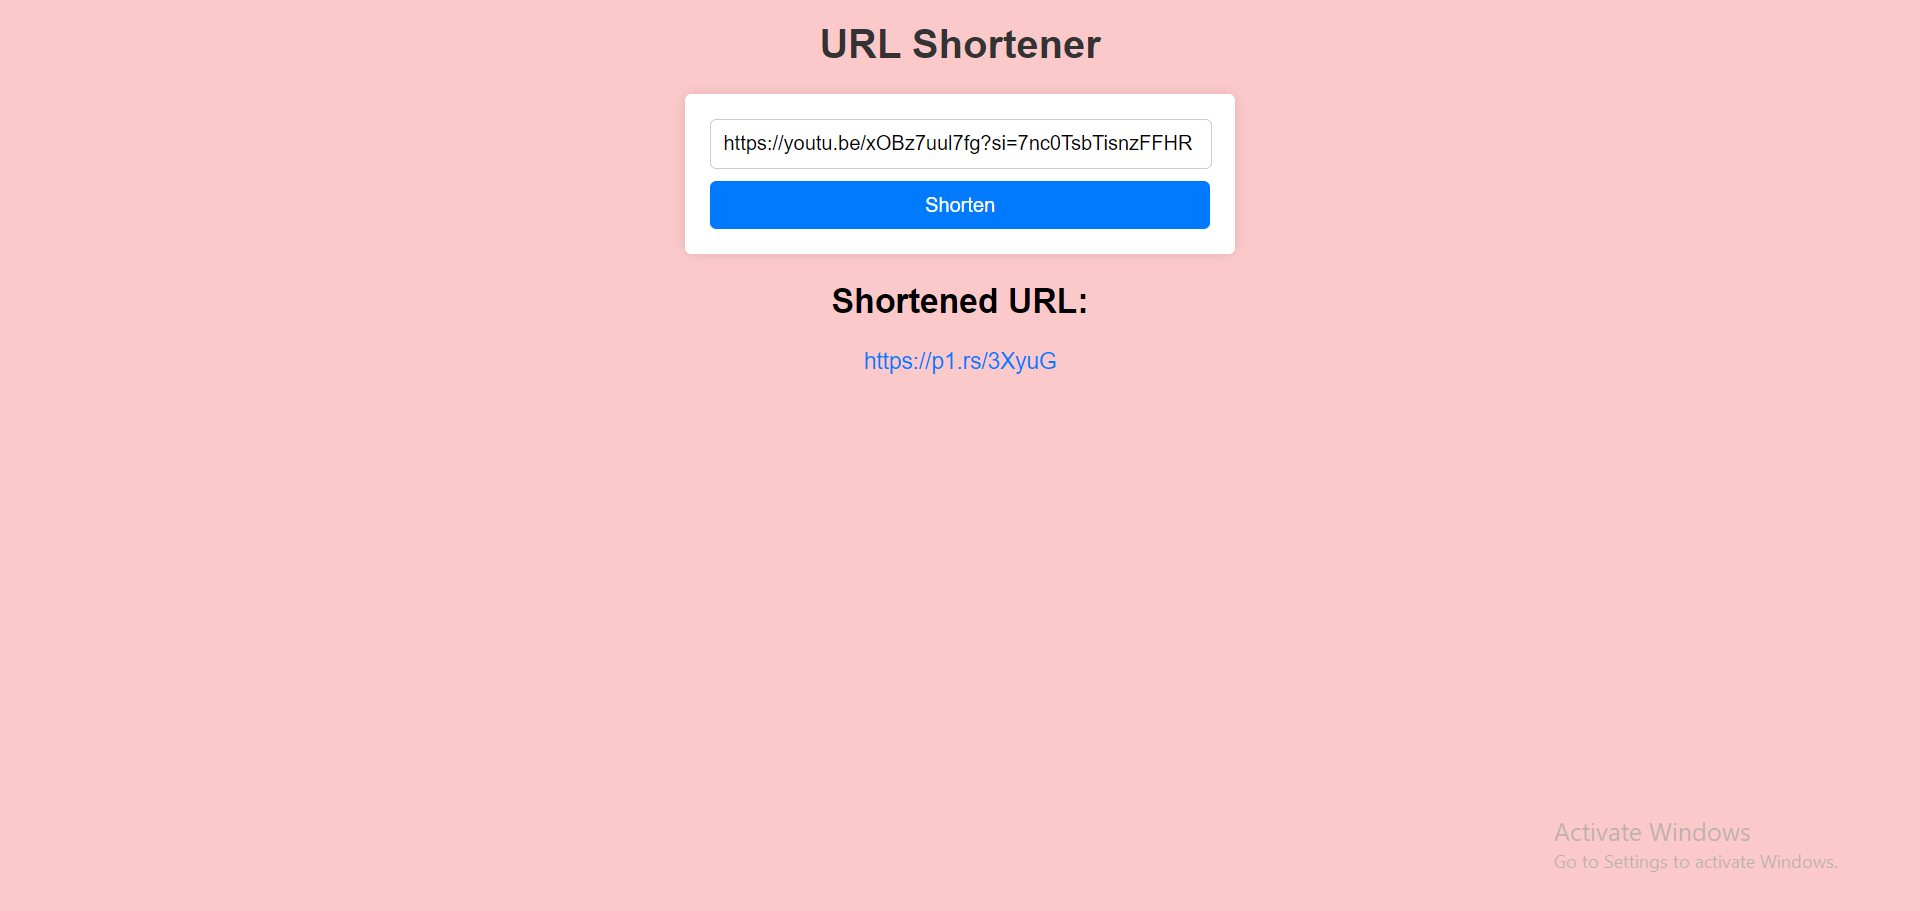 URL Shortener
https://youtu.be/xOBz7uul7fg?si=7nc0TsbTisnzFFHR
Shorten
Shortened URL:
https://p1.rs/3XyuG
Activate Windows
Go to Settings to activate Windows.